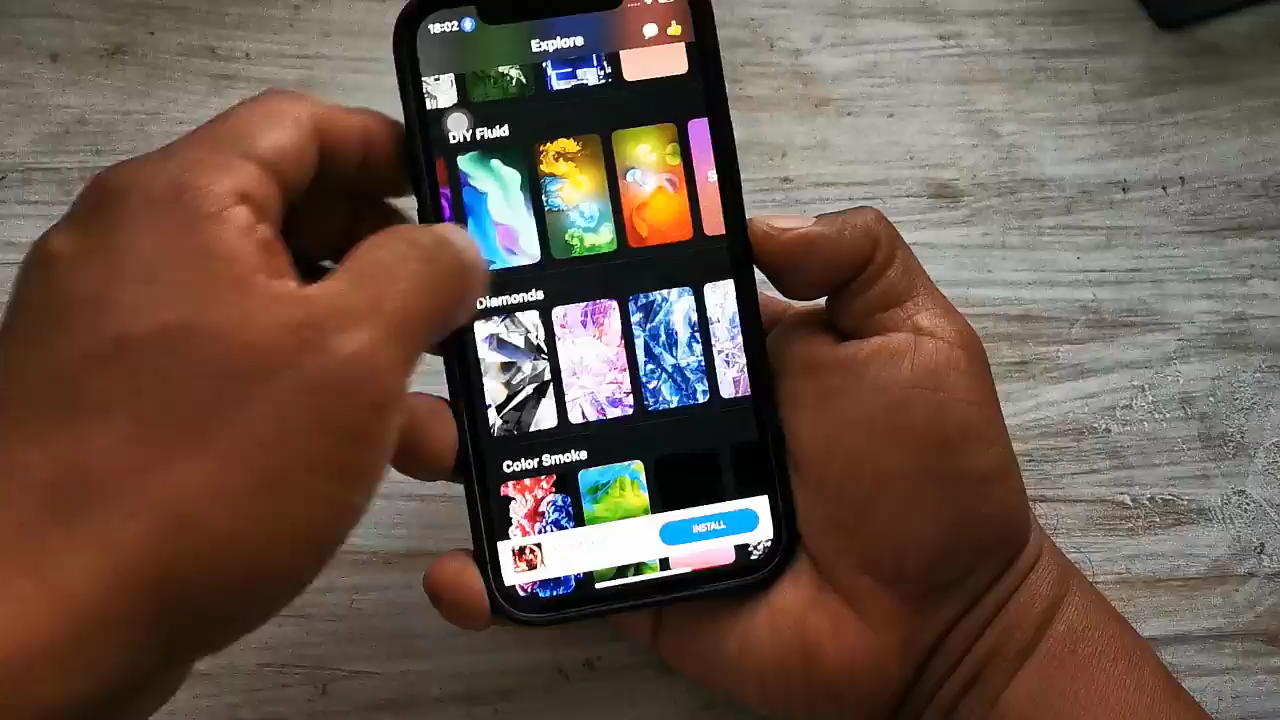 18:02
Explore
DIY Fluid
Diamonds
Color Smoke
INSTALL